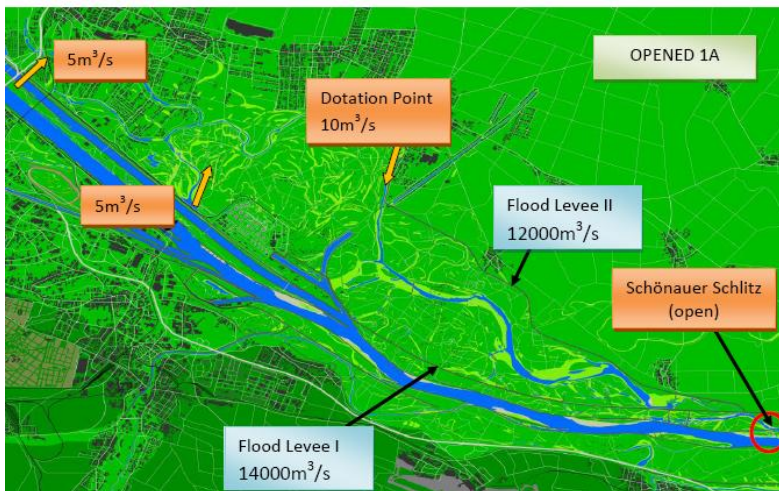 5m³/s
OPENED 1A
Dotation Point
10m³/s
5m³/s
Flood Levee II
12000m³/s
Schönauer Schlitz
(open)
Flood Levee I
14000m³/s